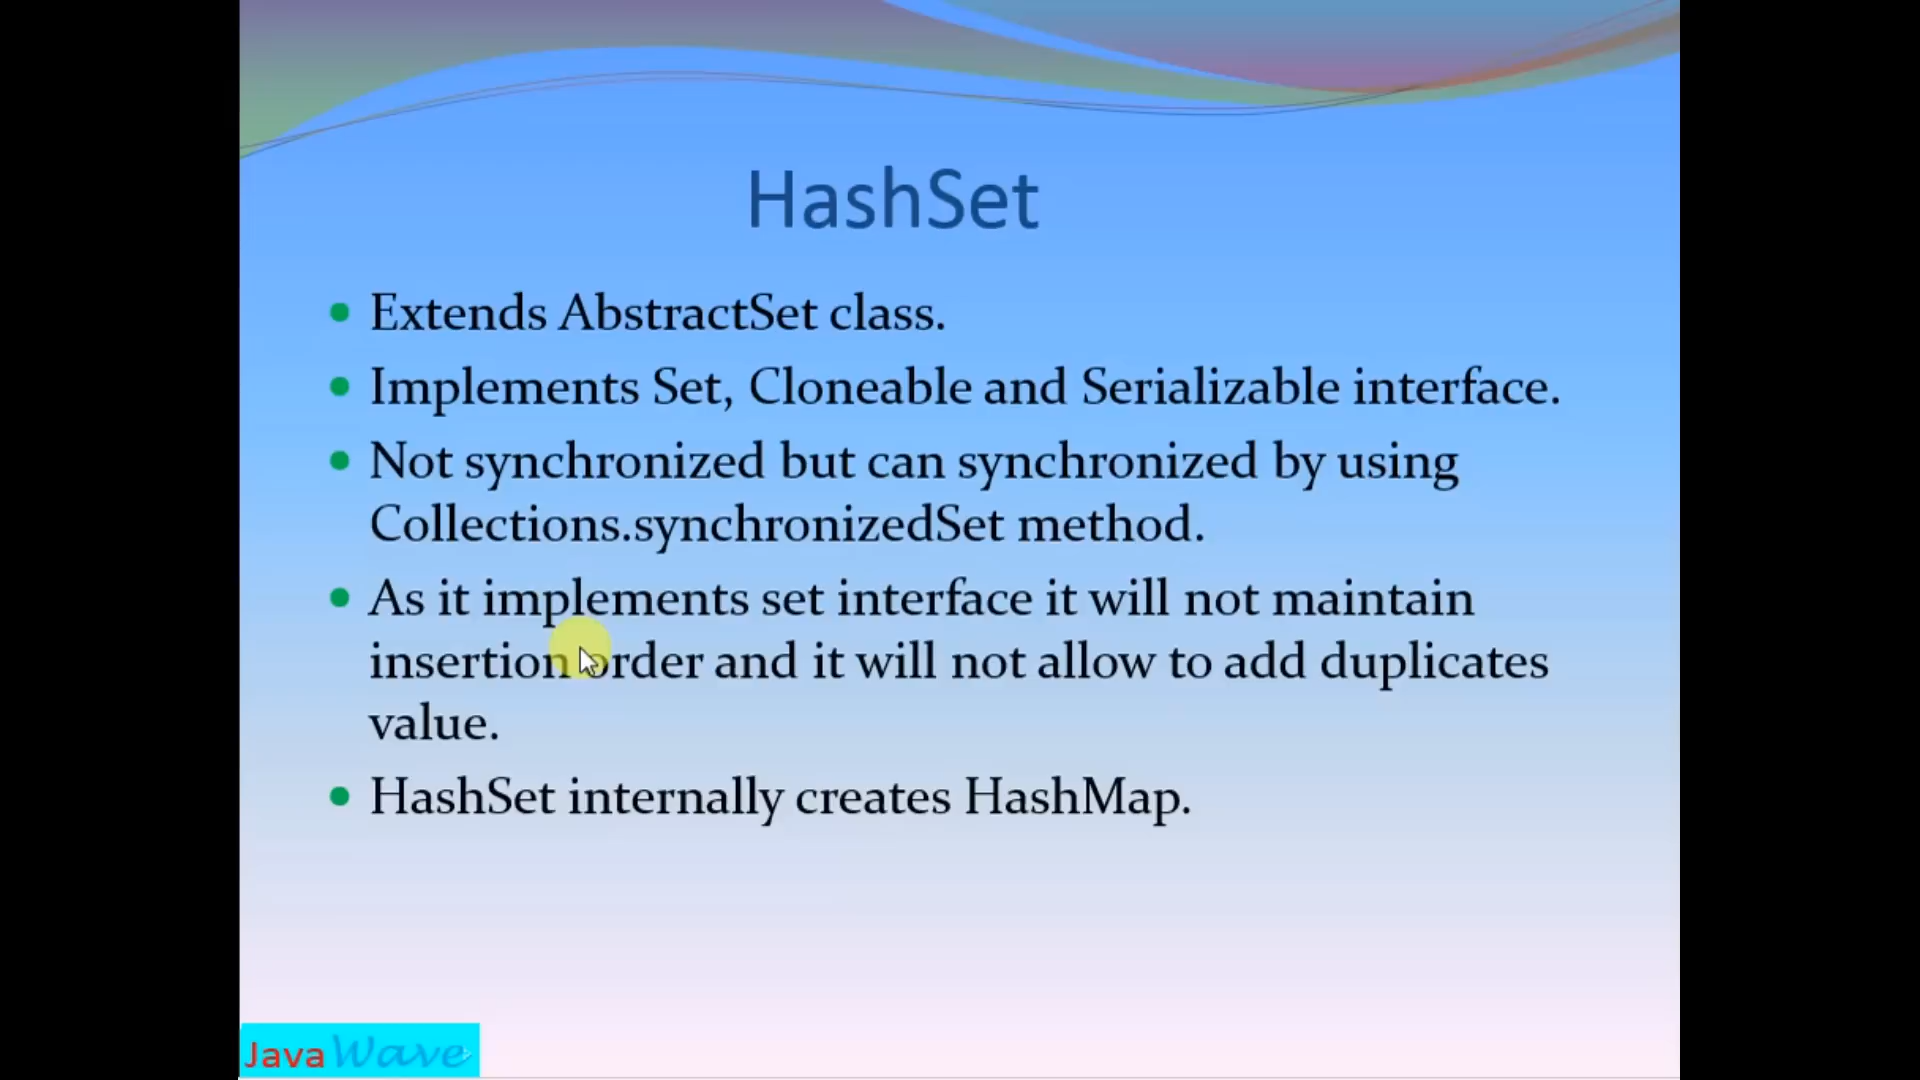 HashSet
Extends AbstractSet class.
Implements Set, Cloneable and Serializable interface.
Not synchronized but can synchronized by using
Collections.synchronizedSet method.
As it implements set interface it will not maintain
insertion order and it will not allow to add duplicates
value.
HashSet internally creates HashMap.
Java Wave